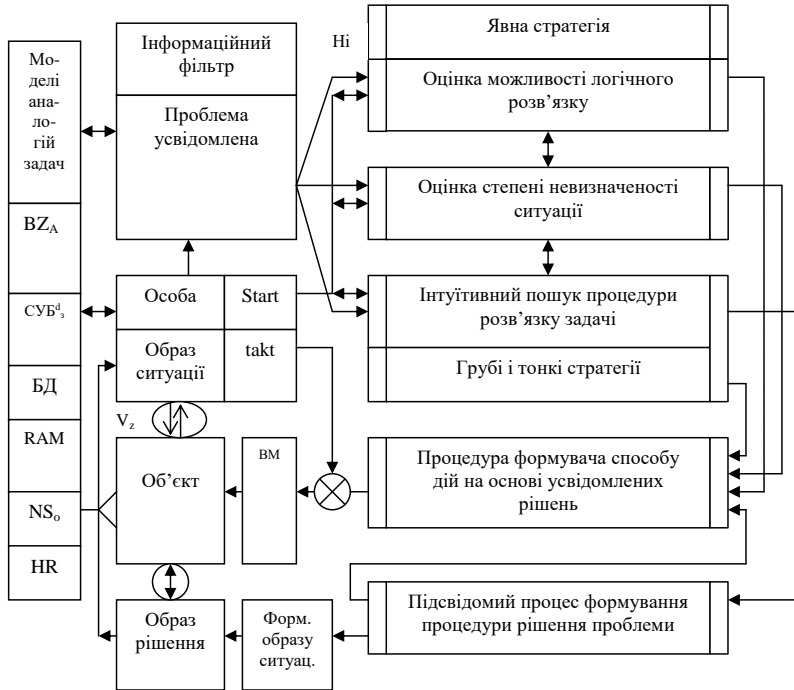 Мо-
делі
ана-
ло-
гій
задач
BZA
СУБdз
БД
RAM
NSo
HR
Інформаційний
фільтр
Проблема
усвідомлена
Особа
Start
Образ
ситуації
takt
Vz
Об’єкт
ВМ
Образ
рішення
Форм.
образу
ситуац.
Hi
Явна стратегія
Оцінка можливості логічного
розв’язку
Оцінка степені невизначеності
ситуації
Інтуїтивний пошук процедури
розв’язку задачі
Грубі і тонкі стратегії
Процедура формувача способу
дій на основі усвідомлених
рішень
Підсвідомий процес формування
процедури рішення проблеми